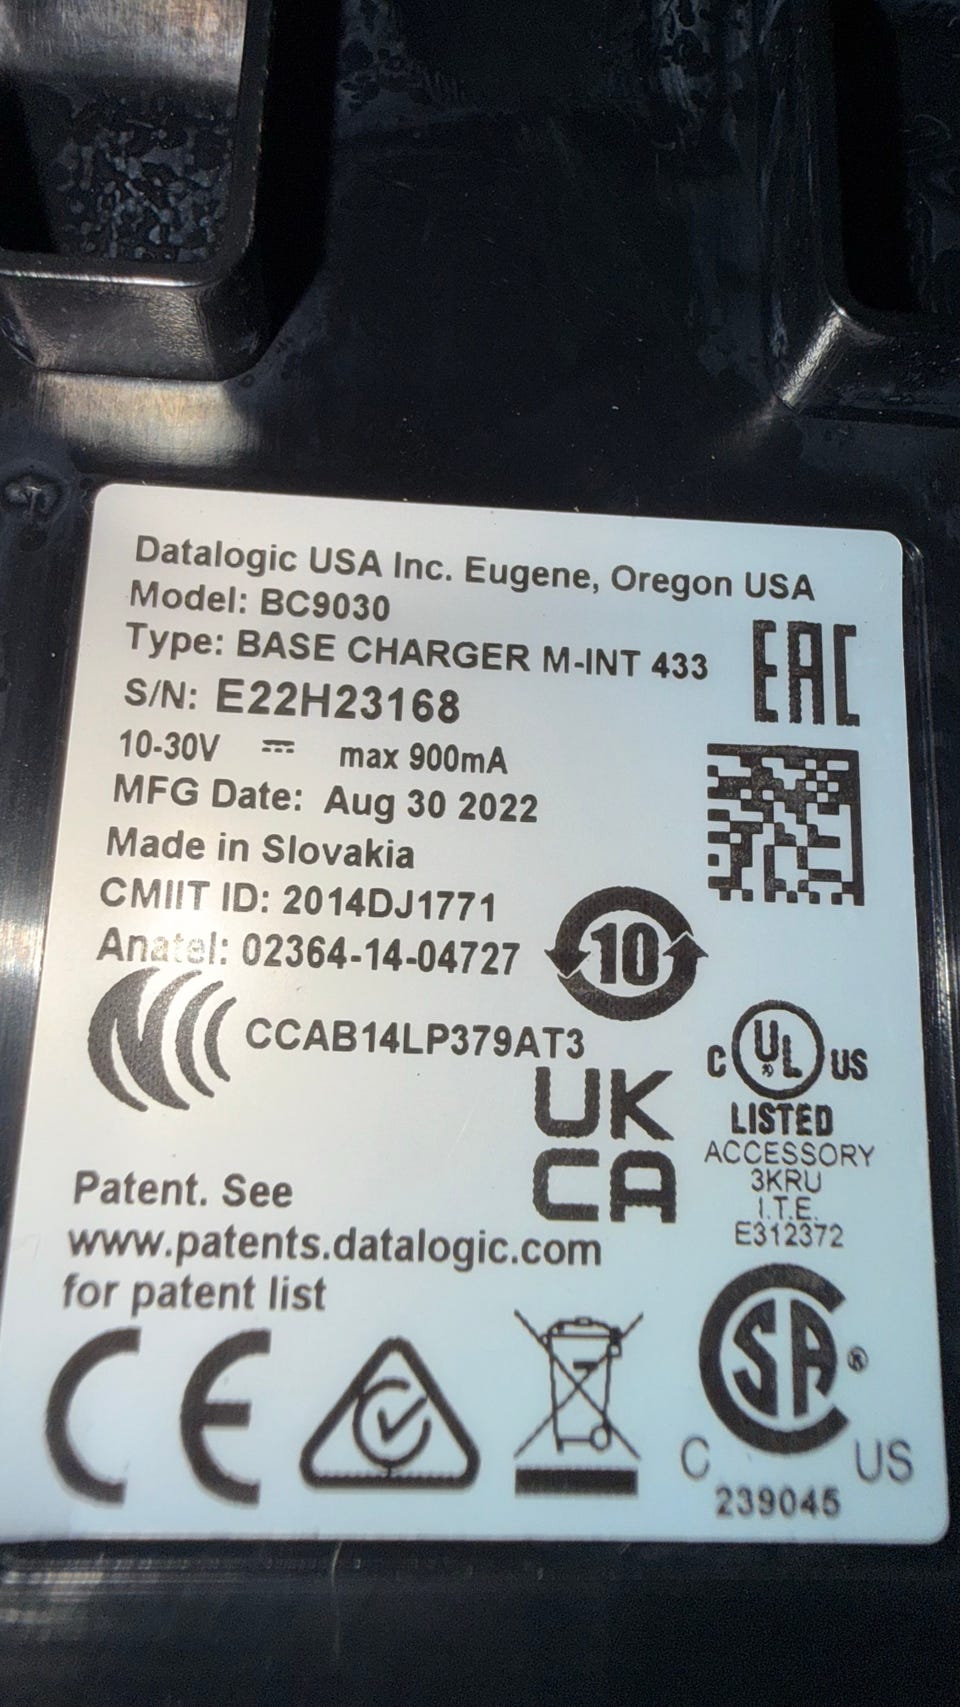 Datalogic USA Inc. Eugene, Oregon USA
Model: BC9030
Type: BASE CHARGER M-INT 433
S/N: E22H23168
10-30V ⎓ max 900mA
MFG Date: Aug 30 2022
Made in Slovakia
CMIIT ID: 2014DJ1771
Anatel: 02364-14-04727
EAC
10
CCAB14LP379AT3
UK
CA
C UL US
LISTED
ACCESSORY
3KRU
I.T.E.
E312372
Patent. See
www.patents.datalogic.com
for patent list
CE
CSA ®
C US
239045